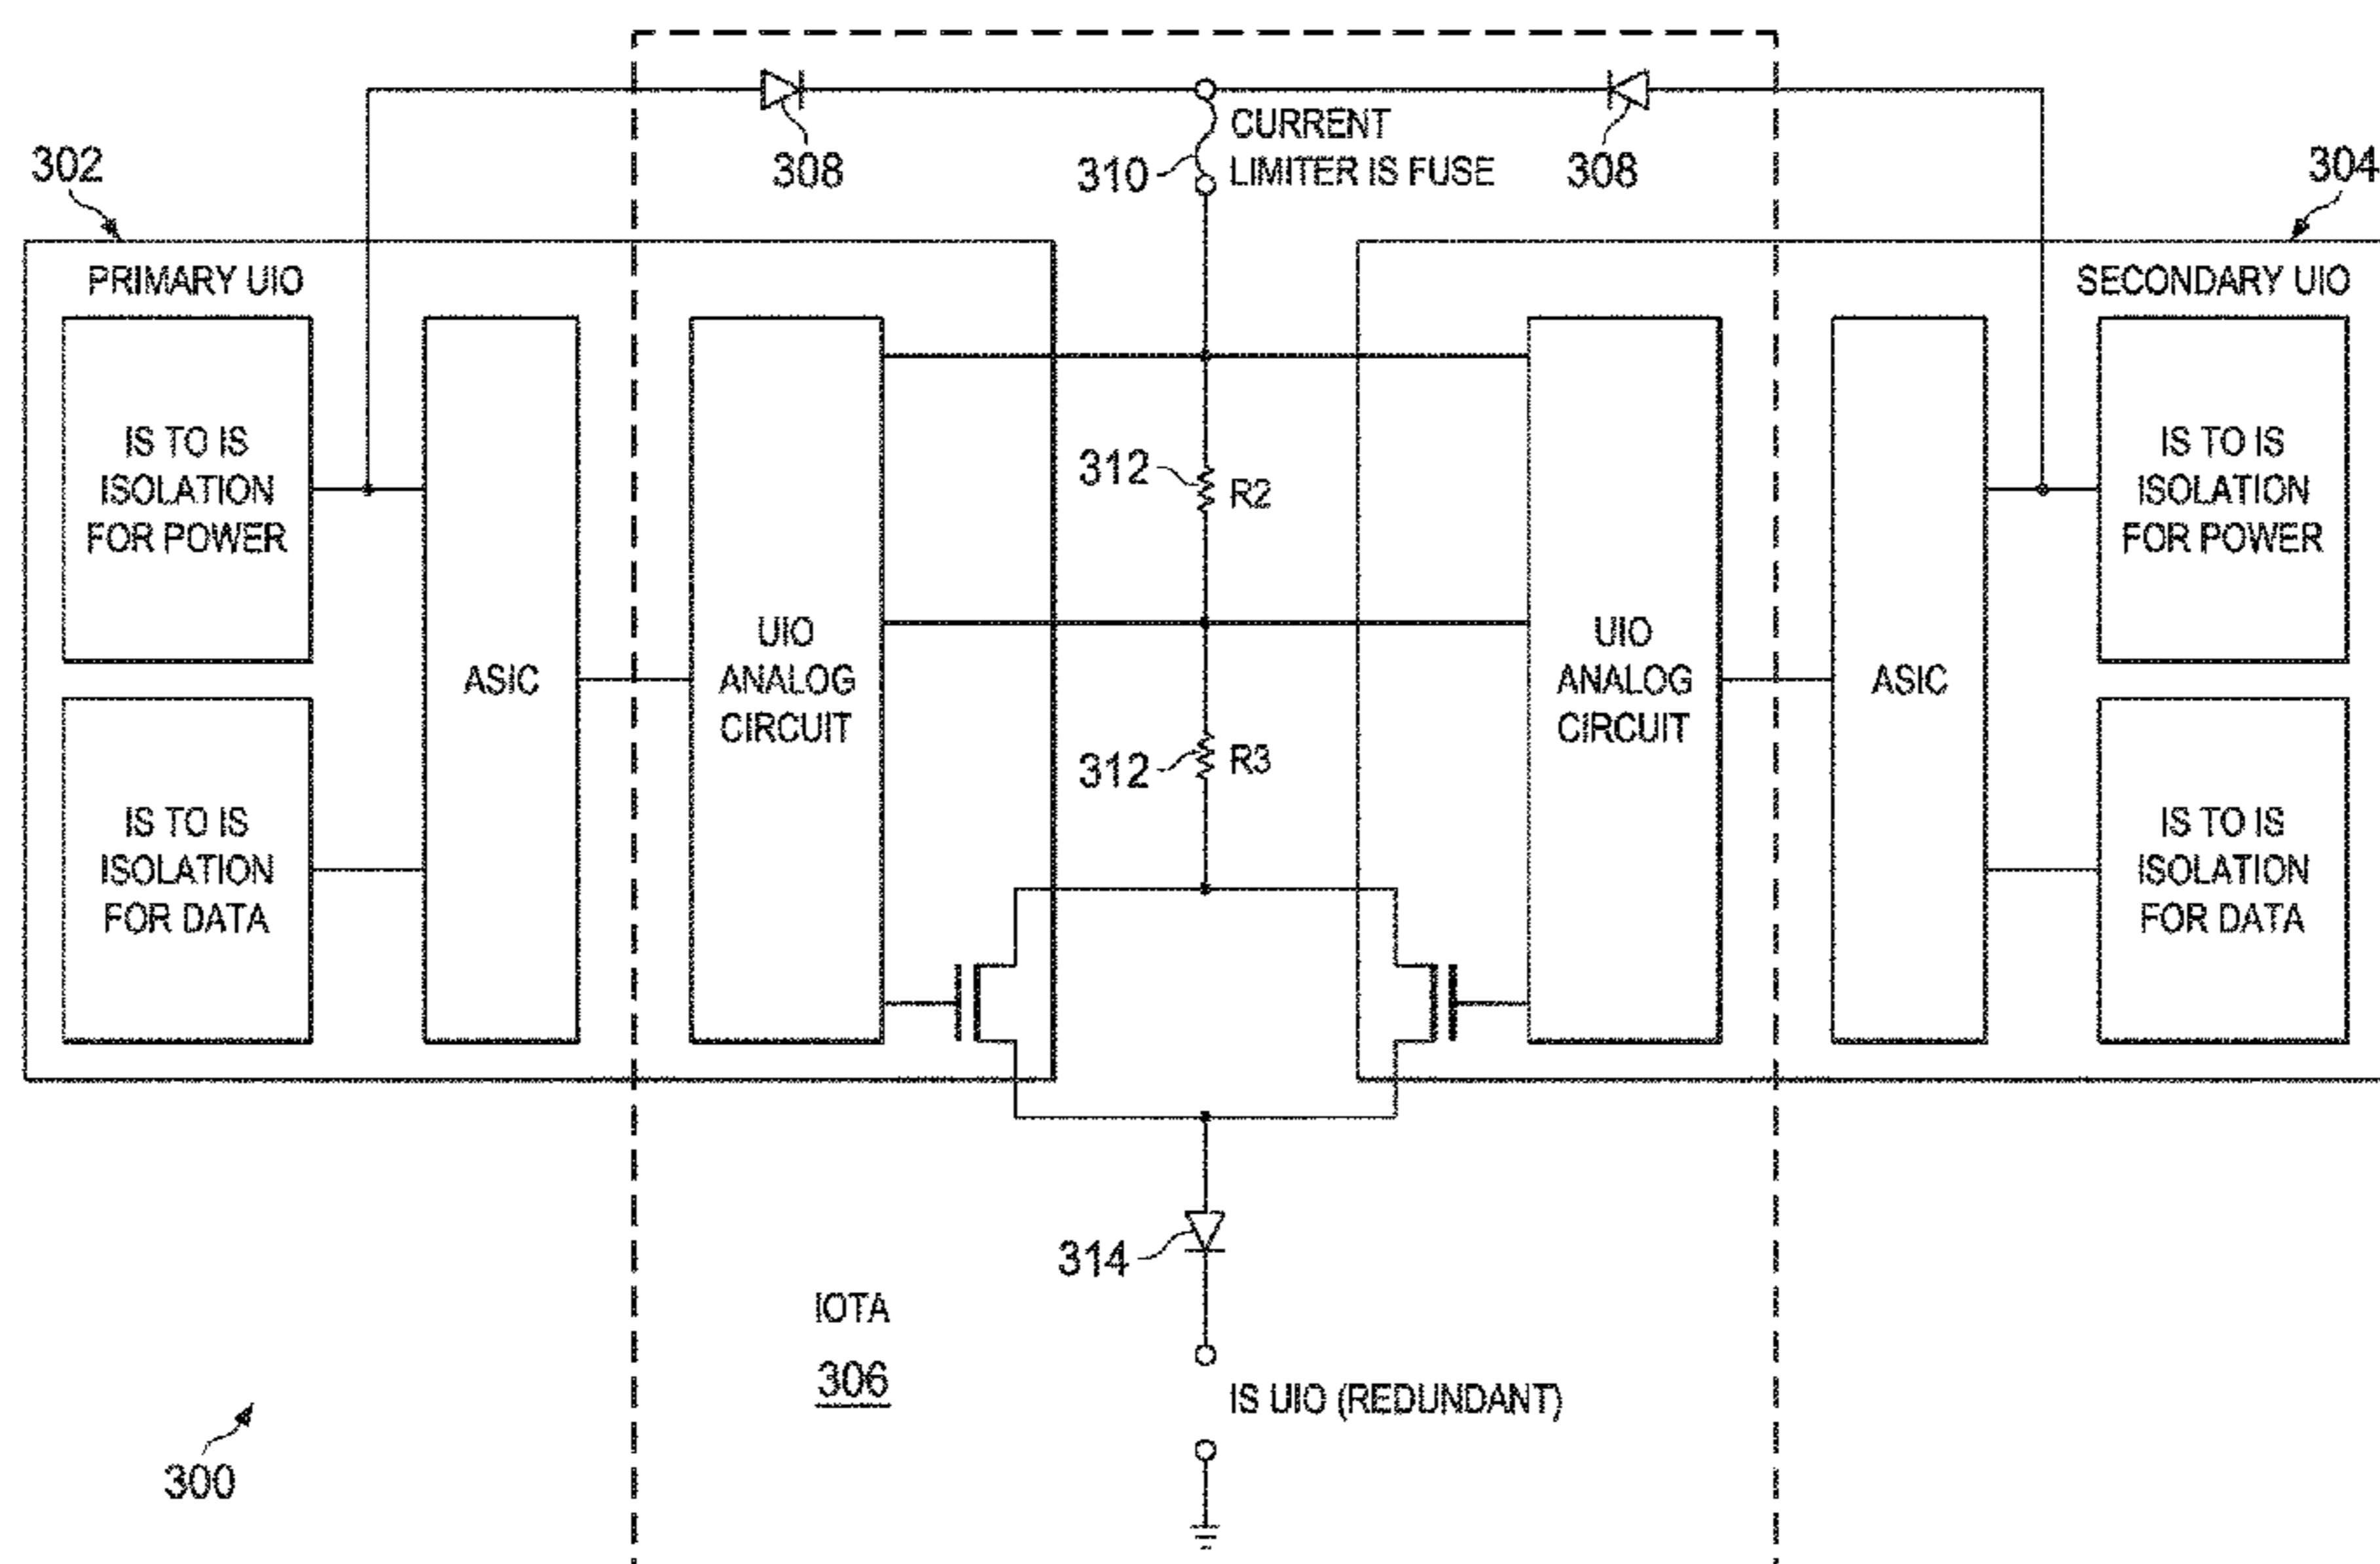 302
308
310
CURRENT
LIMITER IS FUSE
308
304
PRIMARY UIO
SECONDARY UIO
IS TO IS
ISOLATION
FOR POWER
ASIC
IS TO IS
ISOLATION
FOR DATA
UIO
ANALOG
CIRCUIT
312
R2
312
R3
UIO
ANALOG
CIRCUIT
ASIC
IS TO IS
ISOLATION
FOR POWER
IS TO IS
ISOLATION
FOR DATA
314
IOTA
306
IS UIO (REDUNDANT)
300